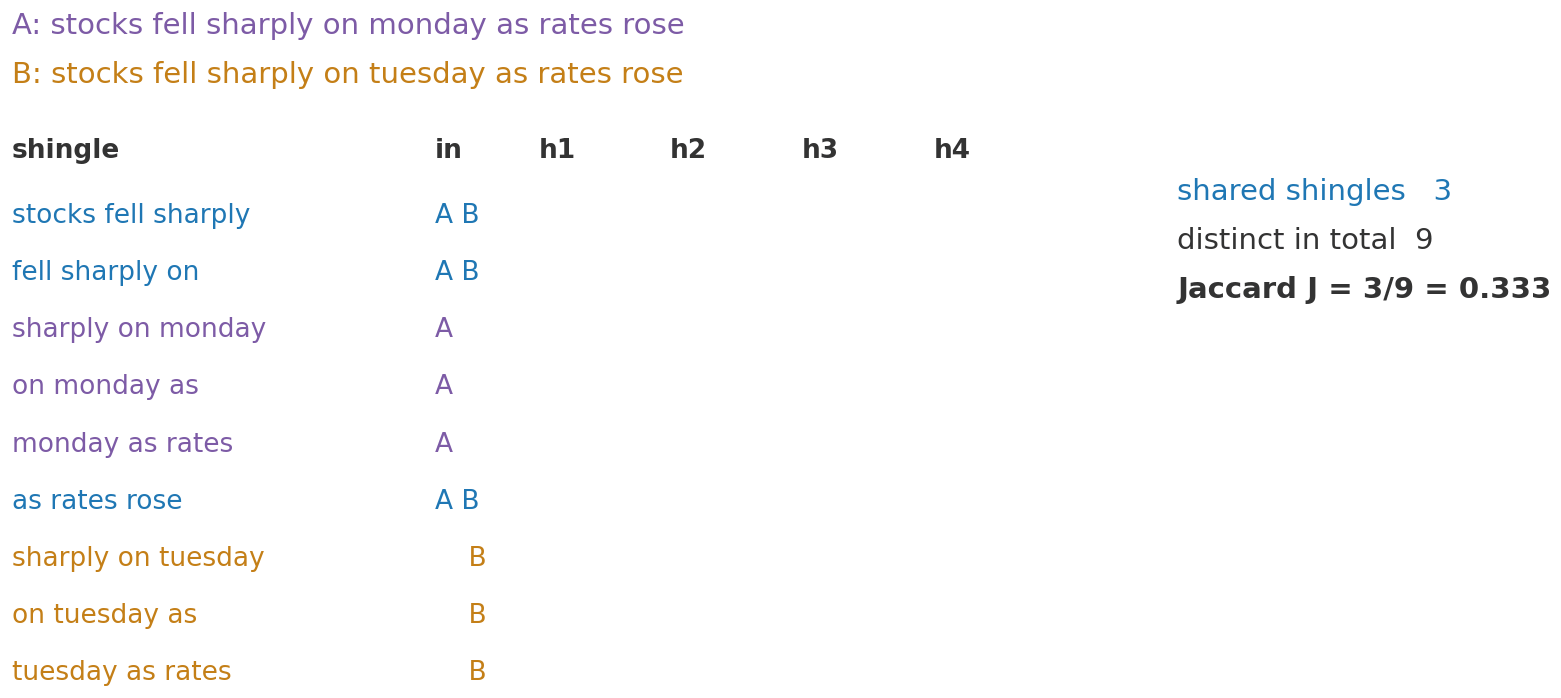 A: stocks fell sharply on monday as rates rose
B: stocks fell sharply on tuesday as rates rose
shingle in h1 h2 h3 h4
stocks fell sharply A B
fell sharply on A B
sharply on monday A
on monday as A
monday as rates A
as rates rose A B
sharply on tuesday B
on tuesday as B
tuesday as rates B
shared shingles 3
distinct in total 9
Jaccard J = 3/9 = 0.333